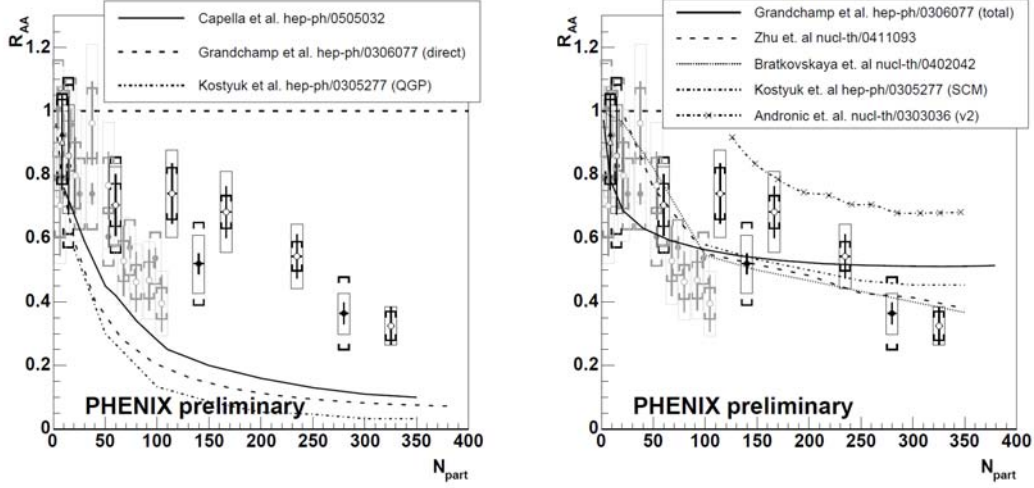 R_AA
1.2
1
0.8
0.6
0.4
0.2
0
Capella et al. hep-ph/0505032
Grandchamp et al. hep-ph/0306077 (direct)
Kostyuk et al. hep-ph/0305277 (QGP)
PHENIX preliminary
0 50 100 150 200 250 300 350 400
N_part
R_AA
1.2
1
0.8
0.6
0.4
0.2
0
Grandchamp et al. hep-ph/0306077 (total)
Zhu et. al nucl-th/0411093
Bratkovskaya et. al nucl-th/0402042
Kostyuk et. al hep-ph/0305277 (SCM)
Andronic et. al. nucl-th/0303036 (v2)
PHENIX preliminary
0 50 100 150 200 250 300 350 400
N_part